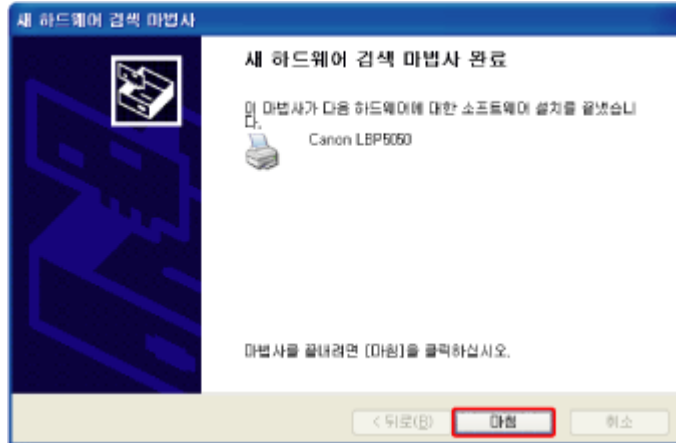 새 하드웨어 검색 마법사
새 하드웨어 검색 마법사 완료
이 마법사가 다음 하드웨어에 대한 소프트웨어 설치를 끝냈습니
다.
Canon LBP5050
마법사를 끝내려면 [마침]을 클릭하십시오.
< 뒤로(B)
마침
취소